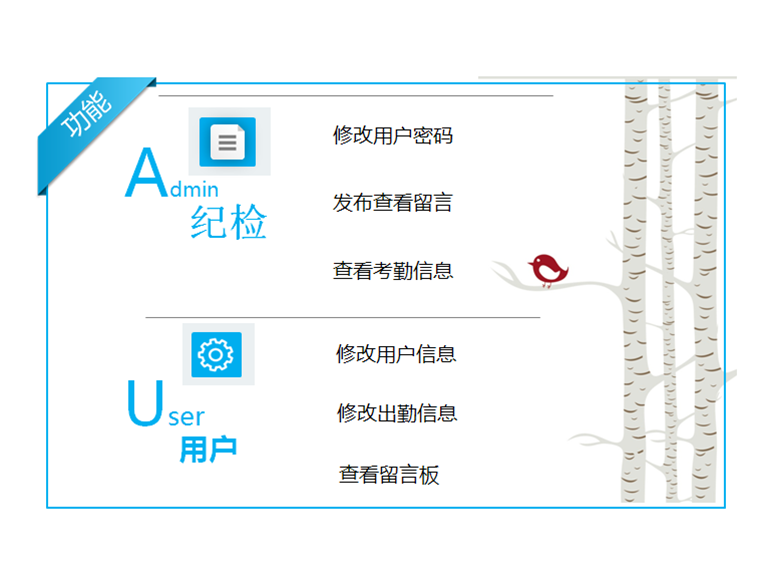 功能
Admin
纪检
修改用户密码
发布查看留言
查看考勤信息
User
用户
修改用户信息
修改出勤信息
查看留言板